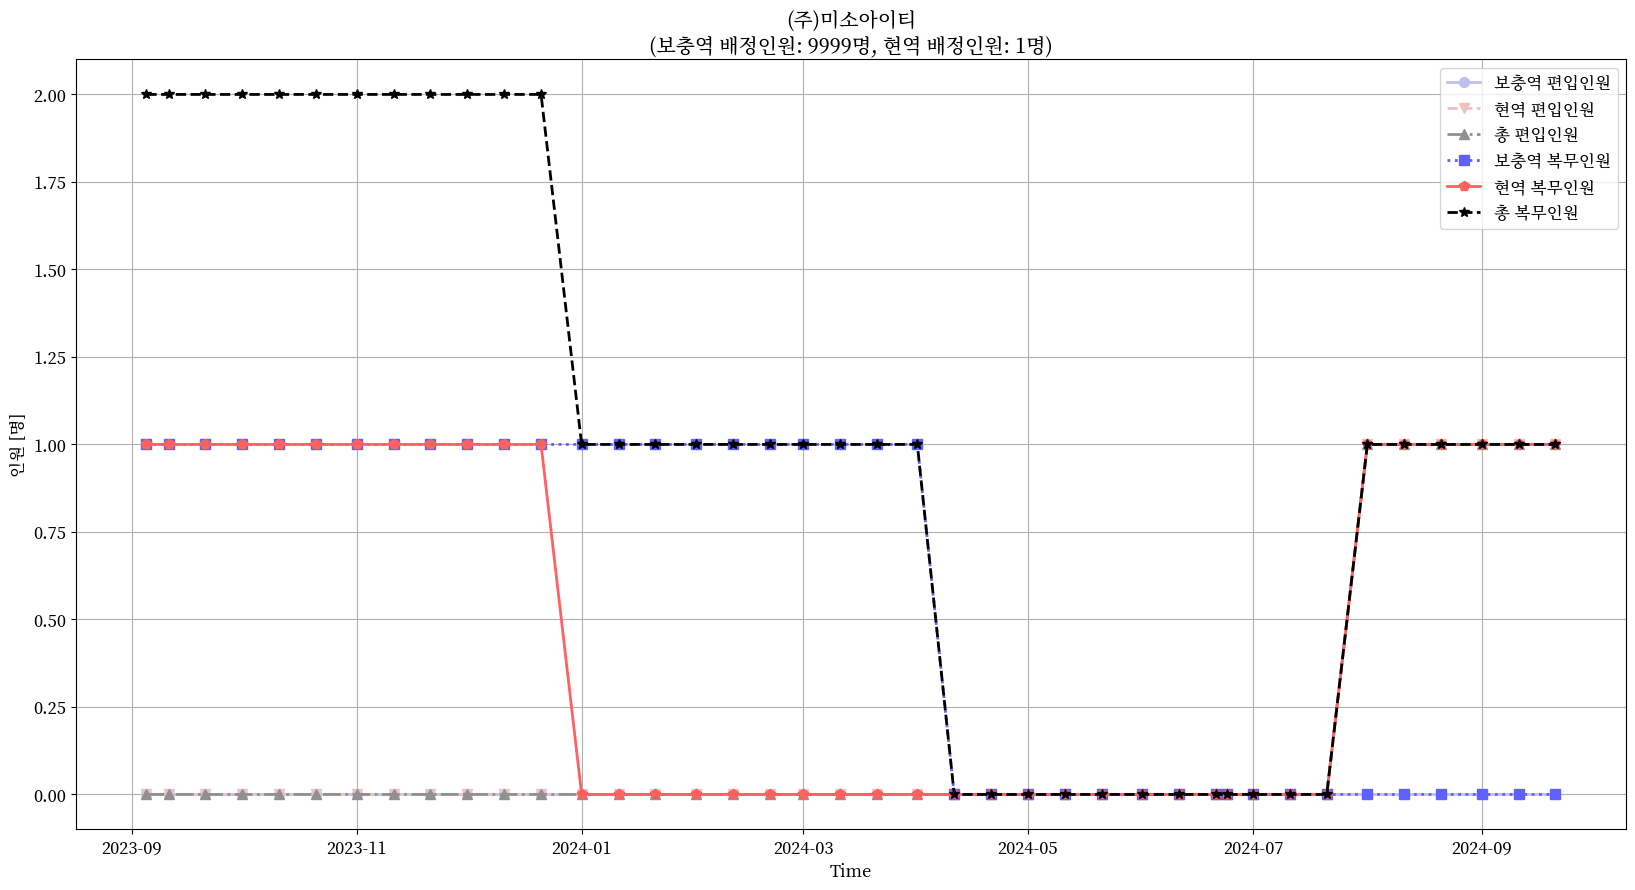 (주)미소아이티
(보충역 배정인원: 9999명, 현역 배정인원: 1명)
보충역 편입인원
현역 편입인원
총 편입인원
보충역 복무인원
현역 복무인원
총 복무인원
인원 [명]
2.00
1.75
1.50
1.25
1.00
0.75
0.50
0.25
0.00
2023-09
2023-11
2024-01
2024-03
2024-05
2024-07
2024-09
Time